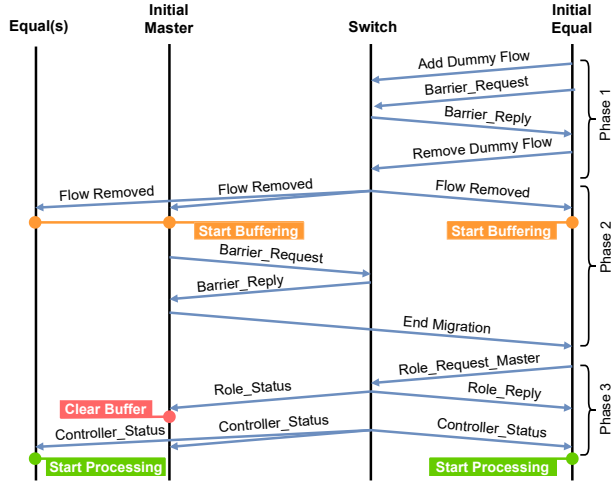 Equal(s)
Initial
Master
Switch
Initial
Equal
Add Dummy Flow
Barrier_Request
Barrier_Reply
Remove Dummy Flow
Phase 1
Flow Removed
Flow Removed
Flow Removed
Start Buffering
Start Buffering
Barrier_Request
Barrier_Reply
End Migration
Phase 2
Role_Request_Master
Role_Status
Role_Reply
Clear Buffer
Controller_Status
Controller_Status
Controller_Status
Start Processing
Start Processing
Phase 3